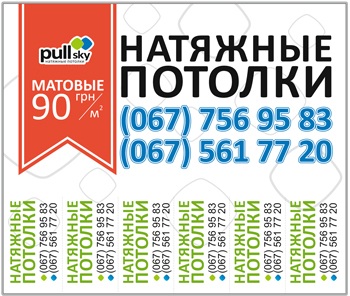 pullsky
НАТЯЖНЫЕ ПОТОЛКИ
МАТОВЫЕ
90 грн/м²
НАТЯЖНЫЕ
ПОТОЛКИ
(067) 756 95 83
(067) 561 77 20
НАТЯЖНЫЕ
ПОТОЛКИ
(067) 756 95 83
(067) 561 77 20
НАТЯЖНЫЕ
ПОТОЛКИ
(067) 756 95 83
(067) 561 77 20
НАТЯЖНЫЕ
ПОТОЛКИ
(067) 756 95 83
(067) 561 77 20
НАТЯЖНЫЕ
ПОТОЛКИ
(067) 756 95 83
(067) 561 77 20
НАТЯЖНЫЕ
ПОТОЛКИ
(067) 756 95 83
(067) 561 77 20
НАТЯЖНЫЕ
ПОТОЛКИ
(067) 756 95 83
(067) 561 77 20